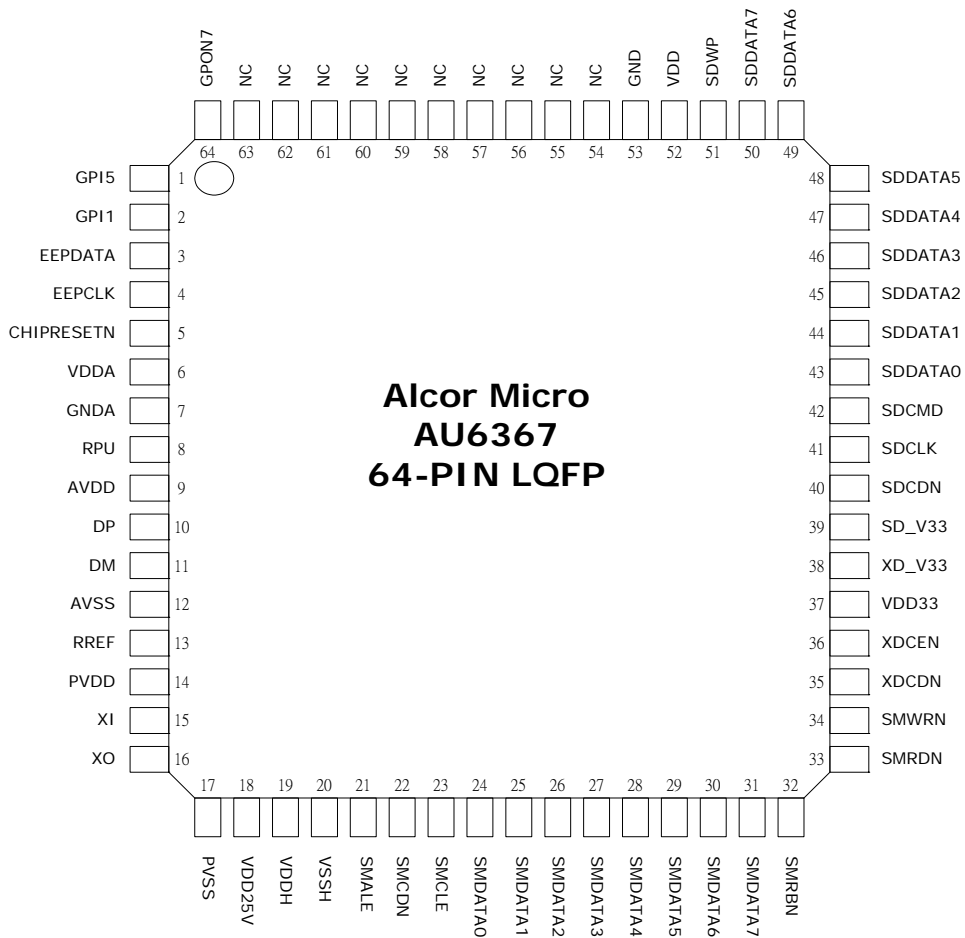 GPON7 NC NC NC NC NC NC NC NC NC NC GND VDD SDWP SDDATA7 SDDATA6
64 63 62 61 60 59 58 57 56 55 54 53 52 51 50 49
GPI5 1 48 SDDATA5
GPI1 2 47 SDDATA4
EEPDATA 3 46 SDDATA3
EEPCLK 4 45 SDDATA2
CHIPRESETN 5 44 SDDATA1
VDDA 6 43 SDDATA0
GNDA 7 42 SDCMD
RPU 8 41 SDCLK
AVDD 9 40 SDCDN
DP 10 39 SD_V33
DM 11 38 XD_V33
AVSS 12 37 VDD33
RREF 13 36 XDCEN
PVDD 14 35 XDCDN
XI 15 34 SMWRN
XO 16 33 SMRDN
Alcor Micro
AU6367
64-PIN LQFP
17 18 19 20 21 22 23 24 25 26 27 28 29 30 31 32
PVSS VDD25V VDDH VSSH SMALE SMCDN SMCLE SMDATA0 SMDATA1 SMDATA2 SMDATA3 SMDATA4 SMDATA5 SMDATA6 SMDATA7 SMRBN